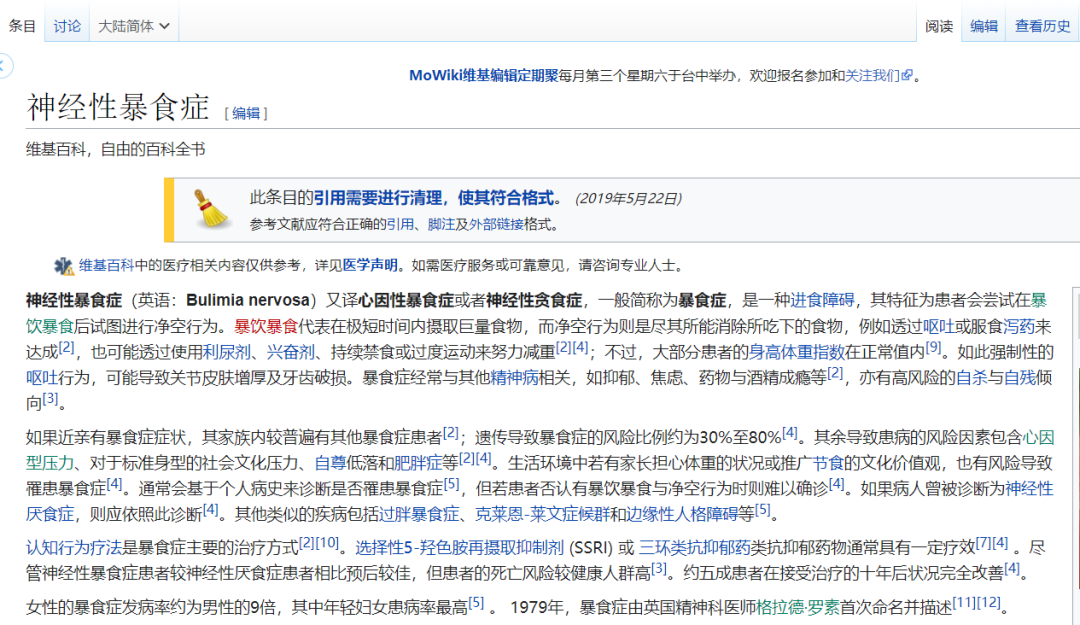 条目 讨论 大陆简体 阅读 编辑 查看历史
MoWiki维基编辑定期聚每月第三个星期六于台中举办，欢迎报名参加和关注我们。
神经性暴食症 [编辑]
维基百科，自由的百科全书
此条目的引用需要进行清理，使其符合格式。 (2019年5月22日)
参考文献应符合正确的引用、脚注及外部链接格式。
维基百科中的医疗相关内容仅供参考，详见医学声明。如需医疗服务或可靠意见，请咨询专业人士。
神经性暴食症（英语：Bulimia nervosa）又译心因性暴食症或者神经性贪食症，一般简称为暴食症，是一种进食障碍，其特征为患者会尝试在暴
饮暴食后试图进行净空行为。暴饮暴食代表在极短时间内摄取巨量食物，而净空行为则是尽其所能消除所吃下的食物，例如透过呕吐或服食泻药来
达成[2]，也可能透过使用利尿剂、兴奋剂、持续禁食或过度运动来努力减重[2][4]；不过，大部分患者的身高体重指数在正常值内[9]。如此强制性的
呕吐行为，可能导致关节皮肤增厚及牙齿破损。暴食症经常与其他精神病相关，如抑郁、焦虑、药物与酒精成瘾等[2]，亦有高风险的自杀与自残倾
向[3]。
如果近亲有暴食症症状，其家族内较普遍有其他暴食症患者[2]；遗传导致暴食症的风险比例约为30%至80%[4]。其余导致患病的风险因素包含心因
型压力、对于标准身型的社会文化压力、自尊低落和肥胖症等[2][4]。生活环境中若有家长担心体重的状况或推广节食的文化价值观，也有风险导致
罹患暴食症[4]。通常会基于个人病史来诊断是否罹患暴食症[5]，但若患者否认有暴饮暴食与净空行为时则难以确诊[4]。如果病人曾被诊断为神经性
厌食症，则应依照此诊断[4]。其他类似的疾病包括过胖暴食症、克莱恩-莱文症候群和边缘性人格障碍等[5]。
认知行为疗法是暴食症主要的治疗方式[2][10]。选择性5-羟色胺再摄取抑制剂 (SSRI) 或 三环类抗抑郁药类抗抑郁药物通常具有一定疗效[7][4] 。尽
管神经性暴食症患者较神经性厌食症患者相比预后较佳，但患者的死亡风险较健康人群高[3]。约五成患者在接受治疗的十年后状况完全改善[4]。
女性的暴食症发病率约为男性的9倍，其中年轻妇女患病率最高[5] 。 1979年，暴食症由英国精神科医师格拉德·罗素首次命名并描述[11][12]。